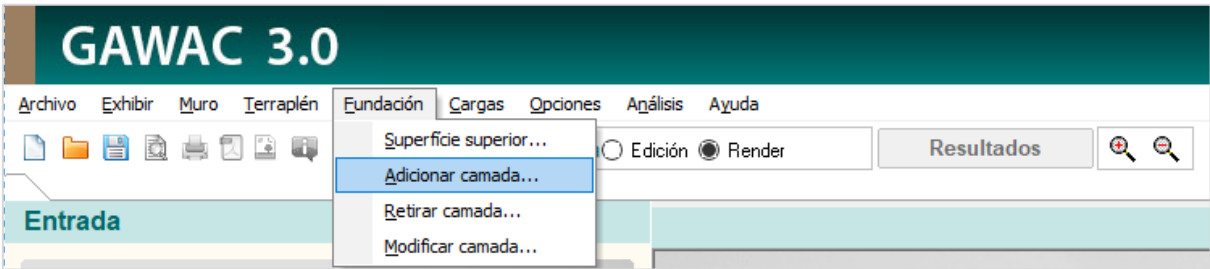 GAWAC 3.0
Archivo Exhibir Muro Terraplén Fundación Cargas Opciones Análisis Ayuda
Superfície superior...
Edición Render Resultados
Adicionar camada...
Retirar camada...
Entrada
Modificar camada...